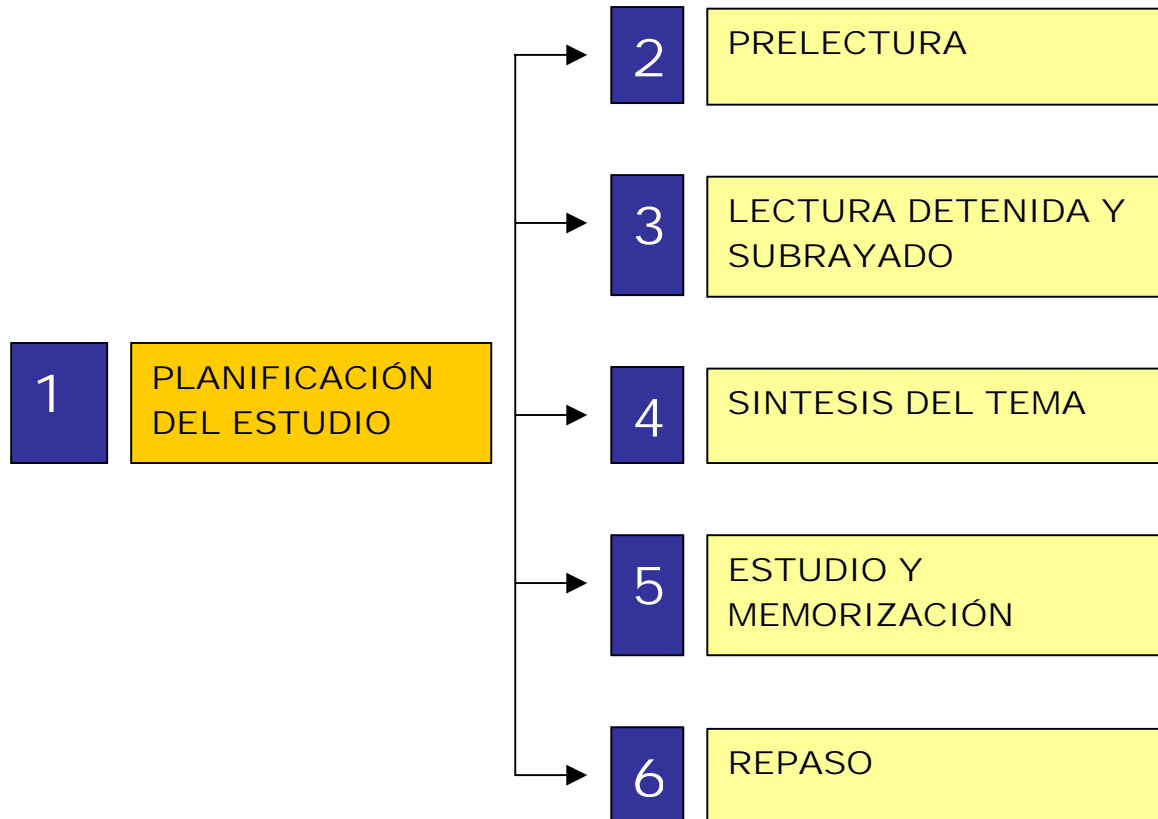 2
PRELECTURA
3
LECTURA DETENIDA Y
SUBRAYADO
1
PLANIFICACIÓN
DEL ESTUDIO
4
SINTESIS DEL TEMA
5
ESTUDIO Y
MEMORIZACIÓN
6
REPASO